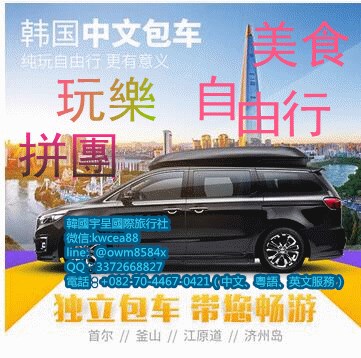 韩国中文包车
纯玩自由行 更有意义
美食
玩樂
自由行
拼團
韓國宇呈國際旅行社
微信:kwcea88
line：@owm8584x
QQ：3372668827
電話：+082-70-4467-0421（中文、粵語、英文服務）
独立包车 带您畅游
首尔 // 釜山 // 江原道 // 济州岛